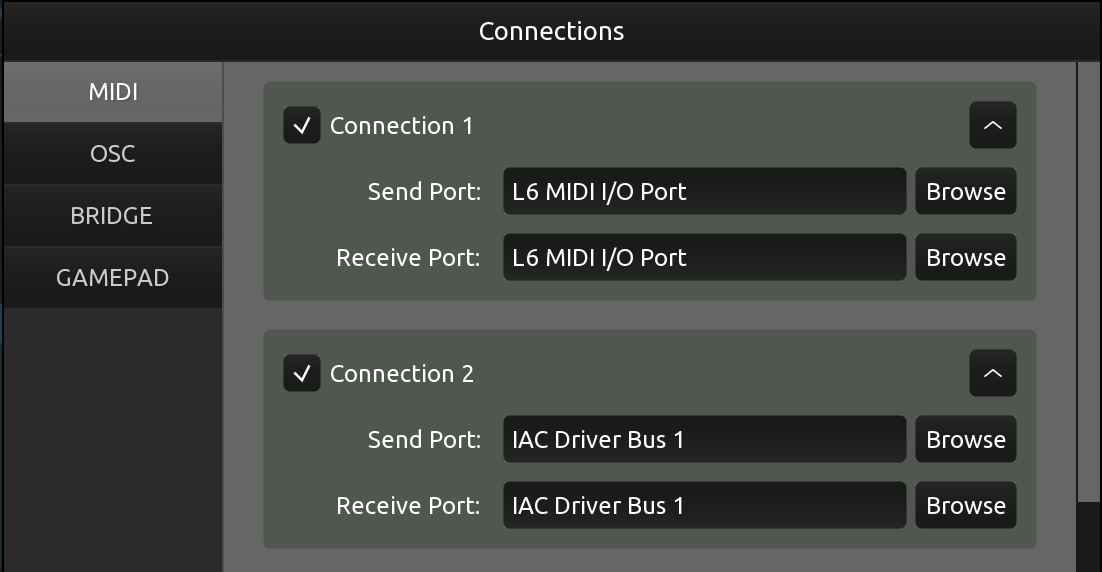 Connections
MIDI
OSC
BRIDGE
GAMEPAD
Connection 1
Send Port: L6 MIDI I/O Port Browse
Receive Port: L6 MIDI I/O Port Browse
Connection 2
Send Port: IAC Driver Bus 1 Browse
Receive Port: IAC Driver Bus 1 Browse